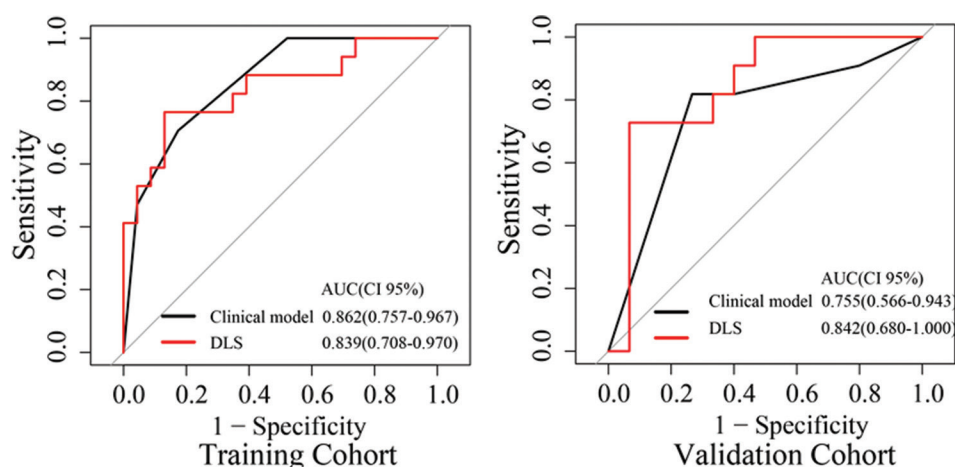 Sensitivity
0.0 0.2 0.4 0.6 0.8 1.0
AUC(CI 95%)
Clinical model 0.862(0.757-0.967)
DLS 0.839(0.708-0.970)
0.0 0.2 0.4 0.6 0.8 1.0
1 − Specificity
Training Cohort
Sensitivity
0.0 0.2 0.4 0.6 0.8 1.0
AUC(CI 95%)
Clinical model 0.755(0.566-0.943)
DLS 0.842(0.680-1.000)
0.0 0.2 0.4 0.6 0.8 1.0
1 − Specificity
Validation Cohort